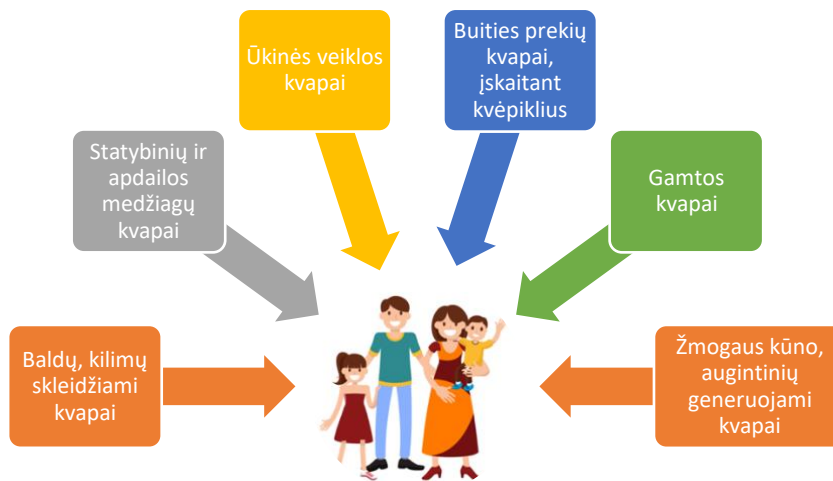 Ūkinės veiklos
kvapai
Buities prekių
kvapai,
įskaitant
kvėpiklius
Statybinių ir
apdailos
medžiagų
kvapai
Gamtos
kvapai
Baldų, kilimų
skleidžiami
kvapai
Žmogaus kūno,
augintinių
generuojami
kvapai